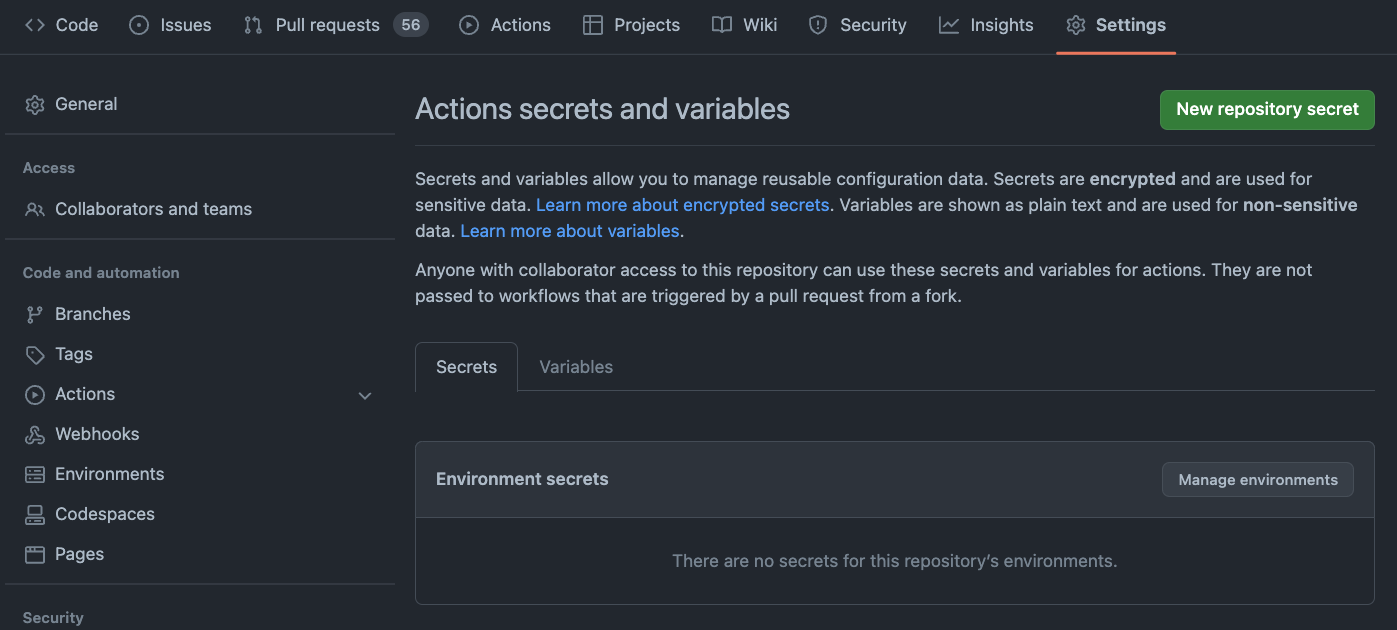 Code Issues Pull requests 56 Actions Projects Wiki Security Insights Settings
General
Access
Collaborators and teams
Code and automation
Branches
Tags
Actions
Webhooks
Environments
Codespaces
Pages
Security
Actions secrets and variables
New repository secret
Secrets and variables allow you to manage reusable configuration data. Secrets are encrypted and are used for
sensitive data. Learn more about encrypted secrets. Variables are shown as plain text and are used for non-sensitive
data. Learn more about variables.
Anyone with collaborator access to this repository can use these secrets and variables for actions. They are not
passed to workflows that are triggered by a pull request from a fork.
Secrets Variables
Environment secrets
Manage environments
There are no secrets for this repository’s environments.